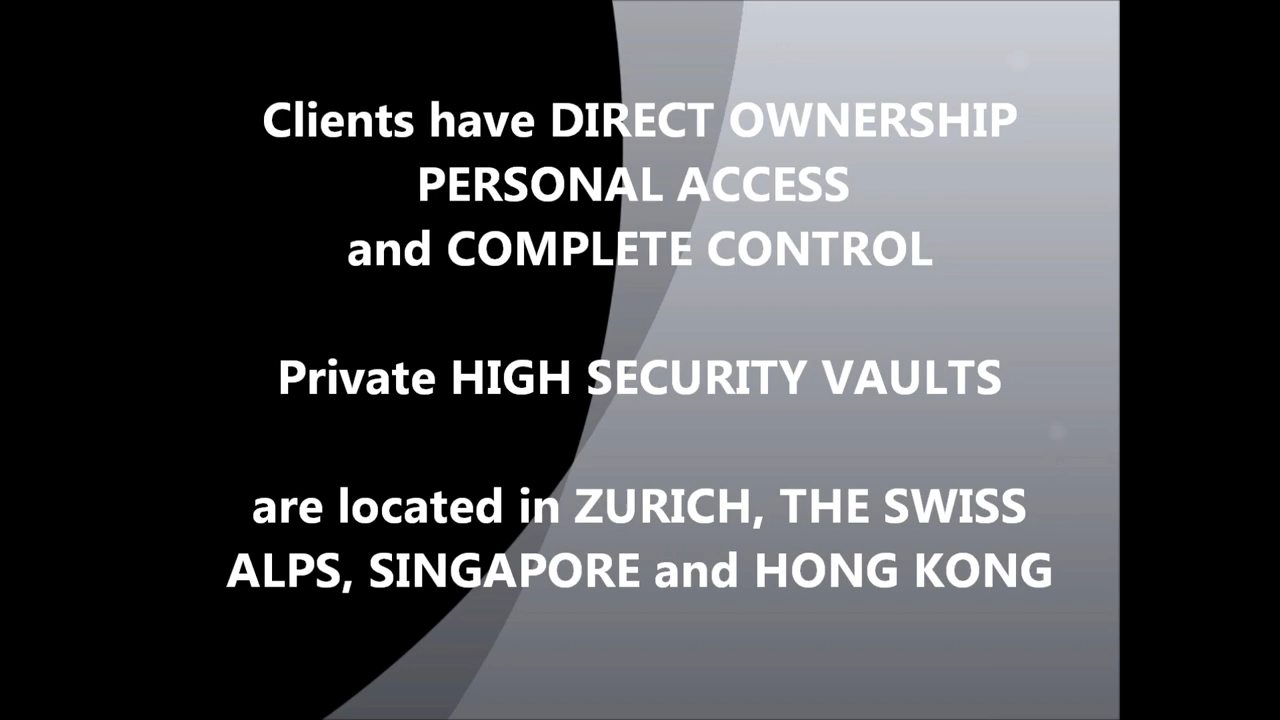 Clients have DIRECT OWNERSHIP
PERSONAL ACCESS
and COMPLETE CONTROL
Private HIGH SECURITY VAULTS
are located in ZURICH, THE SWISS
ALPS, SINGAPORE and HONG KONG